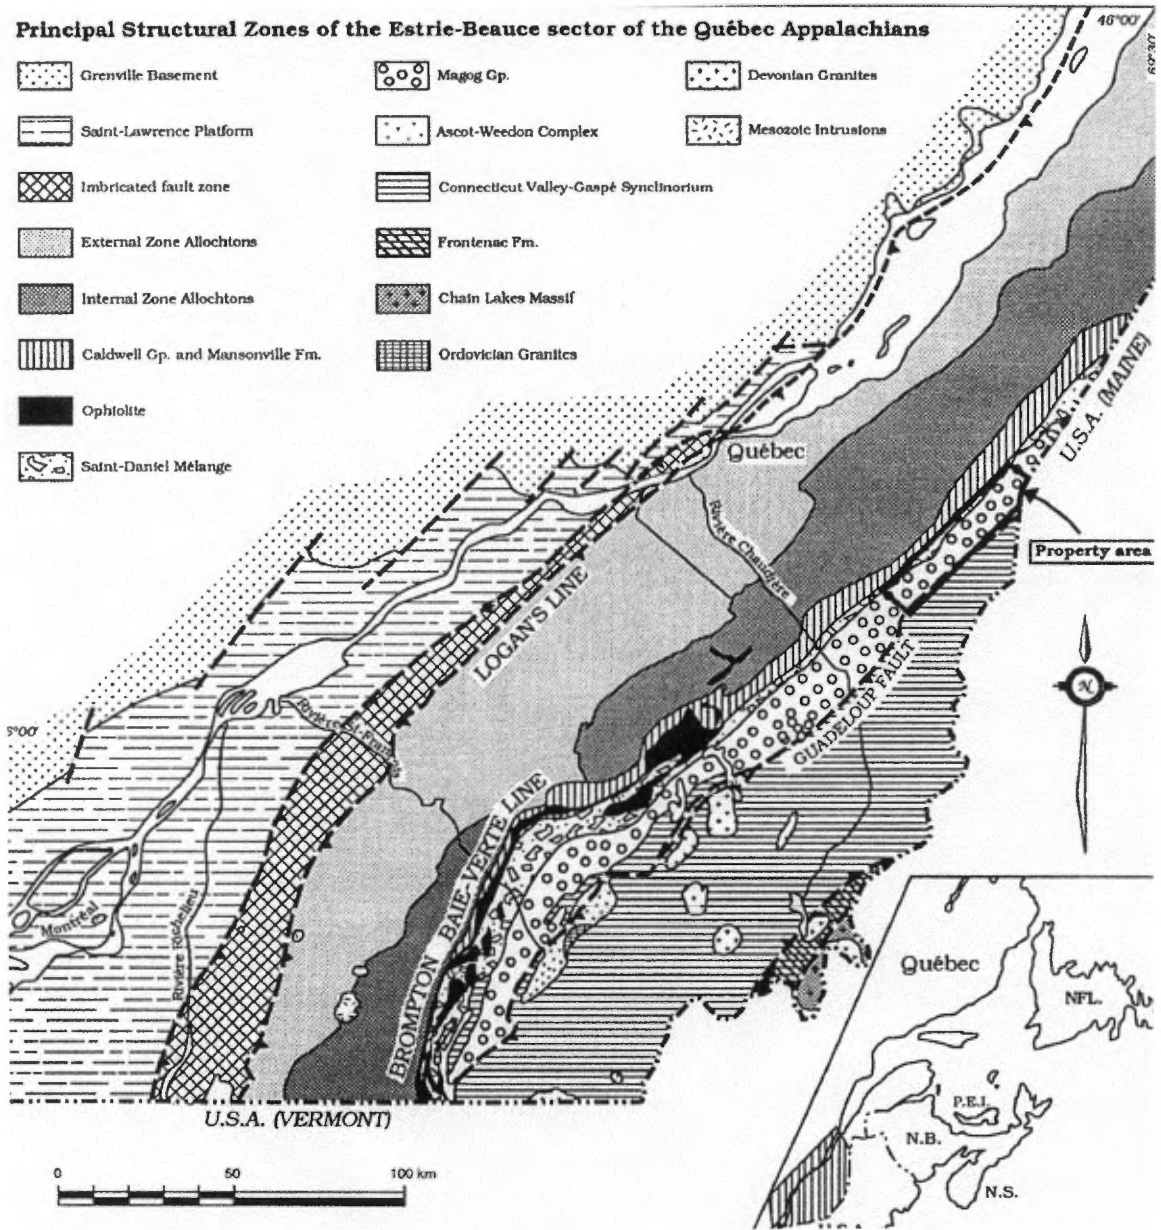 Principal Structural Zones of the Estrie-Beauce sector of the Québec Appalachians
46°00'
69°30'
Grenville Basement
Saint-Lawrence Platform
Imbricated fault zone
External Zone Allochtons
Internal Zone Allochtons
Caldwell Gp. and Mansonville Fm.
Ophiolite
Saint-Daniel Mélange
Magog Gp.
Ascot-Weedon Complex
Connecticut Valley-Gaspé Synclinorium
Frontenac Fm.
Chain Lakes Massif
Ordovician Granites
Devonian Granites
Mesozoic Intrusions
U.S.A. (MAINE)
Québec
Rivière Chaudière
Property area
LOGAN'S LINE
GUADELOUP FAULT
N
5°00'
BROMPTON BAIE-VERTE LINE
Montréal
Rivière Richelieu
U.S.A. (VERMONT)
Québec
NFL.
P.E.I.
N.B.
N.S.
0 50 100 km